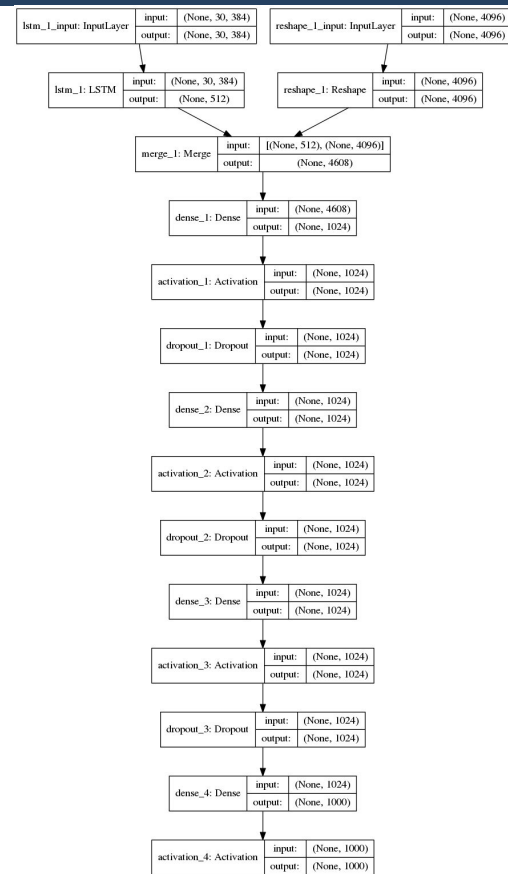 lstm_1_input: InputLayer input: (None, 30, 384)
output: (None, 30, 384)
reshape_1_input: InputLayer input: (None, 4096)
output: (None, 4096)
lstm_1: LSTM input: (None, 30, 384)
output: (None, 512)
reshape_1: Reshape input: (None, 4096)
output: (None, 4096)
merge_1: Merge input: [(None, 512), (None, 4096)]
output: (None, 4608)
dense_1: Dense input: (None, 4608)
output: (None, 1024)
activation_1: Activation input: (None, 1024)
output: (None, 1024)
dropout_1: Dropout input: (None, 1024)
output: (None, 1024)
dense_2: Dense input: (None, 1024)
output: (None, 1024)
activation_2: Activation input: (None, 1024)
output: (None, 1024)
dropout_2: Dropout input: (None, 1024)
output: (None, 1024)
dense_3: Dense input: (None, 1024)
output: (None, 1024)
activation_3: Activation input: (None, 1024)
output: (None, 1024)
dropout_3: Dropout input: (None, 1024)
output: (None, 1024)
dense_4: Dense input: (None, 1024)
output: (None, 1000)
activation_4: Activation input: (None, 1000)
output: (None, 1000)